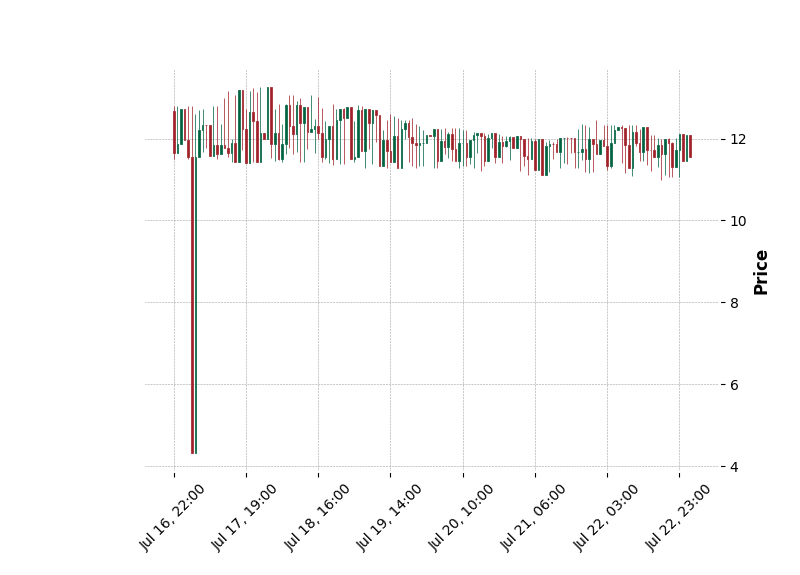 12
10
8
6
4
Price
Jul 16, 22:00
Jul 17, 19:00
Jul 18, 16:00
Jul 19, 14:00
Jul 20, 10:00
Jul 21, 06:00
Jul 22, 03:00
Jul 22, 23:00